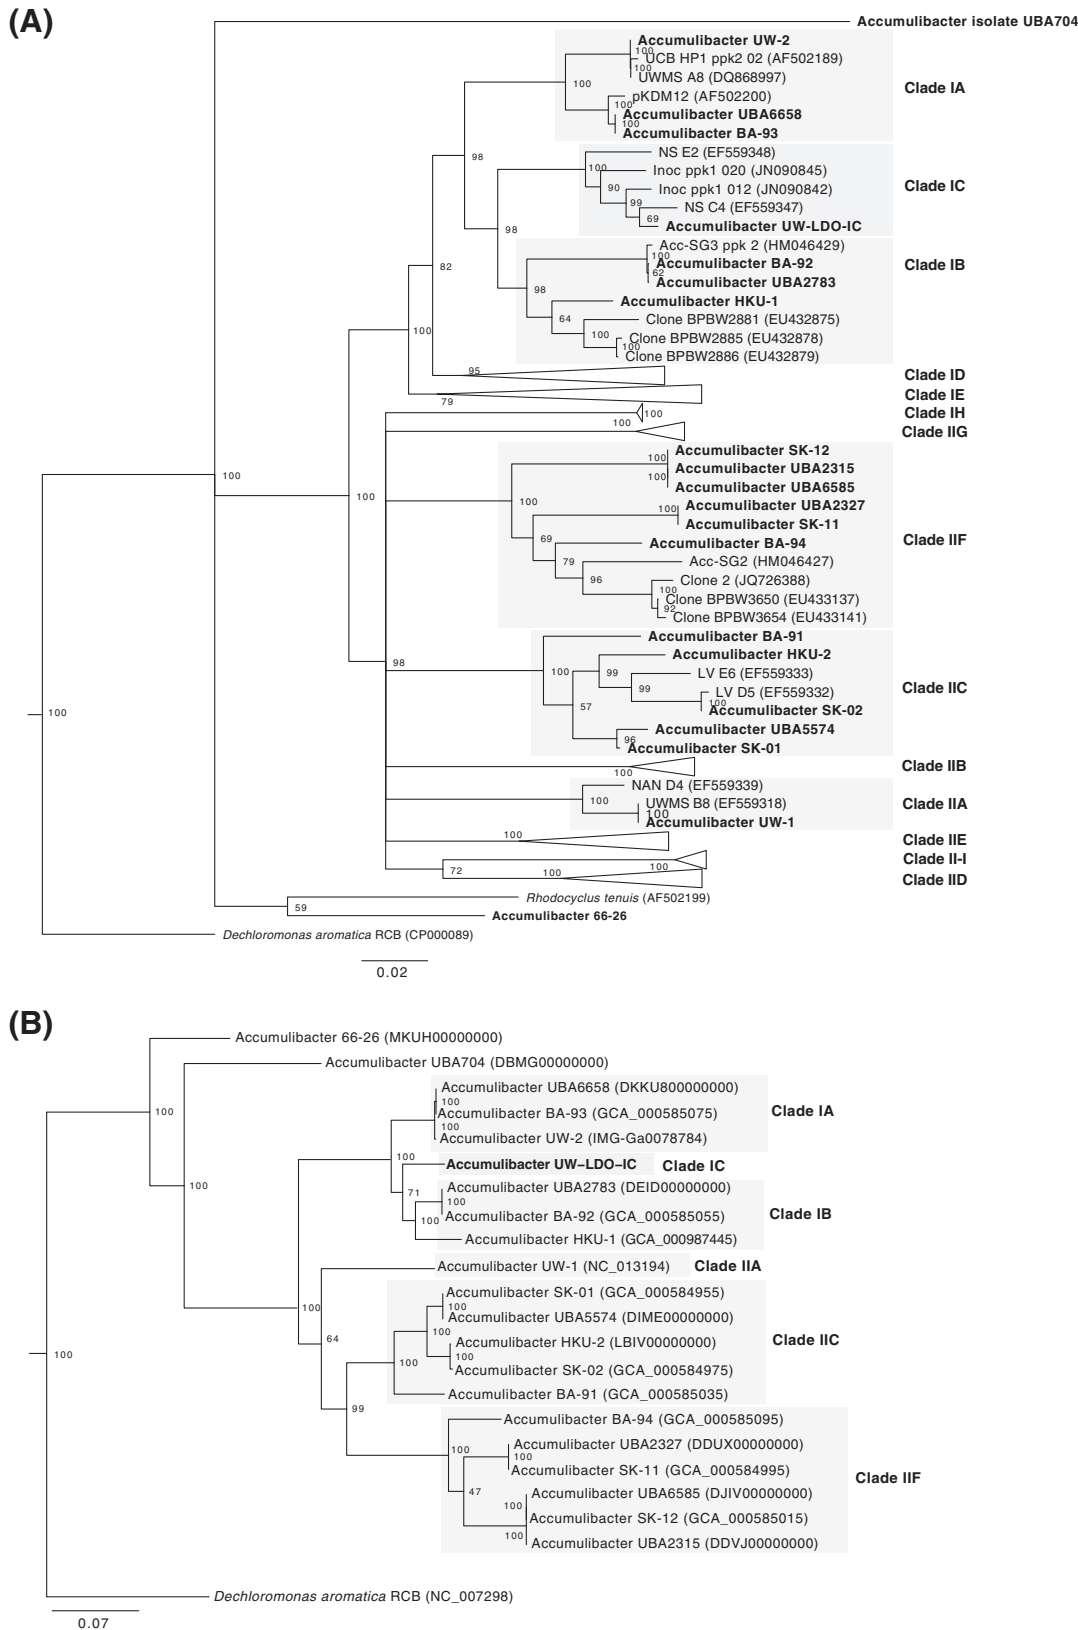 (A)
Accumulibacter isolate UBA704
Accumulibacter UW-2
100
UCB HP1 ppk2 02 (AF502189)
100
UWMS A8 (DQ868997)
100
Clade IA
pKDM12 (AF502200)
100
Accumulibacter UBA6658
100
Accumulibacter BA-93
98
NS E2 (EF559348)
100
Inoc ppk1 020 (JN090845)
90
Inoc ppk1 012 (JN090842)
Clade IC
99
NS C4 (EF559347)
69
Accumulibacter UW-LDO-IC
98
Acc-SG3 ppk 2 (HM046429)
100
Accumulibacter BA-92
82
62
Clade IB
Accumulibacter UBA2783
98
Accumulibacter HKU-1
64
Clone BPBW2881 (EU432875)
100
100
Clone BPBW2885 (EU432878)
100
Clone BPBW2886 (EU432879)
95
Clade ID
79
Clade IE
100
Clade IH
100
Clade IIG
Accumulibacter SK-12
100
Accumulibacter UBA2315
100
100
Accumulibacter UBA6585
100
100
Accumulibacter UBA2327
100
Accumulibacter SK-11
69
Accumulibacter BA-94
Clade IIF
79
Acc-SG2 (HM046427)
96
Clone 2 (JQ726388)
100
Clone BPBW3650 (EU433137)
92
Clone BPBW3654 (EU433141)
Accumulibacter BA-91
98
Accumulibacter HKU-2
100
99
LV E6 (EF559333)
99
Clade IIC
LV D5 (EF559332)
100
57
Accumulibacter SK-02
100
Accumulibacter UBA5574
96
Accumulibacter SK-01
100
Clade IIB
NAN D4 (EF559339)
100
UWMS B8 (EF559318)
Clade IIA
100
Accumulibacter UW-1
100
Clade IIE
100
Clade II-I
72
100
Clade IID
Rhodocyclus tenuis (AF502199)
59
Accumulibacter 66-26
Dechloromonas aromatica RCB (CP000089)
0.02
(B)
Accumulibacter 66-26 (MKUH00000000)
Accumulibacter UBA704 (DBMG00000000)
Accumulibacter UBA6658 (DKKU800000000)
100
100
Accumulibacter BA-93 (GCA_000585075)
Clade IA
100
Accumulibacter UW-2 (IMG-Ga0078784)
100
Accumulibacter UW–LDO–IC
Clade IC
100
71
Accumulibacter UBA2783 (DEID00000000)
100
100
Accumulibacter BA-92 (GCA_000585055)
Clade IB
Accumulibacter HKU-1 (GCA_000987445)
Accumulibacter UW-1 (NC_013194)
Clade IIA
Accumulibacter SK-01 (GCA_000584955)
100
100
Accumulibacter UBA5574 (DIME00000000)
64
100
Accumulibacter HKU-2 (LBIV00000000)
Clade IIC
100
100
100
Accumulibacter SK-02 (GCA_000584975)
Accumulibacter BA-91 (GCA_000585035)
99
Accumulibacter BA-94 (GCA_000585095)
100
Accumulibacter UBA2327 (DDUX00000000)
100
Accumulibacter SK-11 (GCA_000584995)
Clade IIF
47
Accumulibacter UBA6585 (DJIV00000000)
100
Accumulibacter SK-12 (GCA_000585015)
100
Accumulibacter UBA2315 (DDVJ00000000)
Dechloromonas aromatica RCB (NC_007298)
0.07